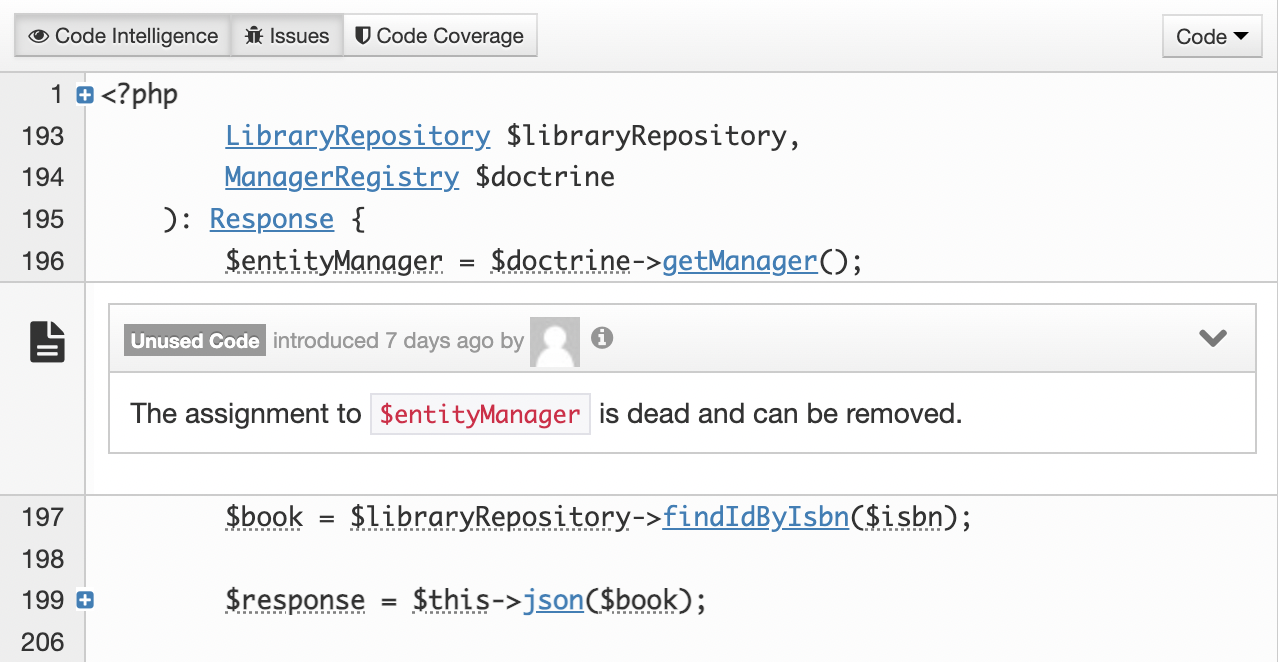 Code Intelligence Issues Code Coverage Code
1 <?php
193 LibraryRepository $libraryRepository,
194 ManagerRegistry $doctrine
195 ): Response {
196 $entityManager = $doctrine->getManager();
Unused Code introduced 7 days ago by
The assignment to $entityManager is dead and can be removed.
197 $book = $libraryRepository->findIdByIsbn($isbn);
198
199 $response = $this->json($book);
206